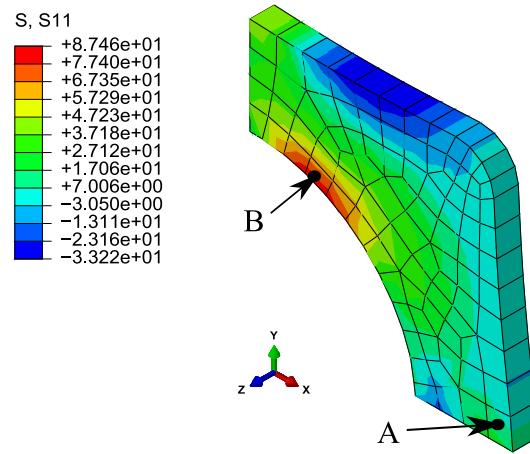 S, S11
+8.746e+01
+7.740e+01
+6.735e+01
+5.729e+01
+4.723e+01
+3.718e+01
+2.712e+01
+1.706e+01
+7.006e+00
−3.050e+00
−1.311e+01
−2.316e+01
−3.322e+01
B
Y
Z
X
A